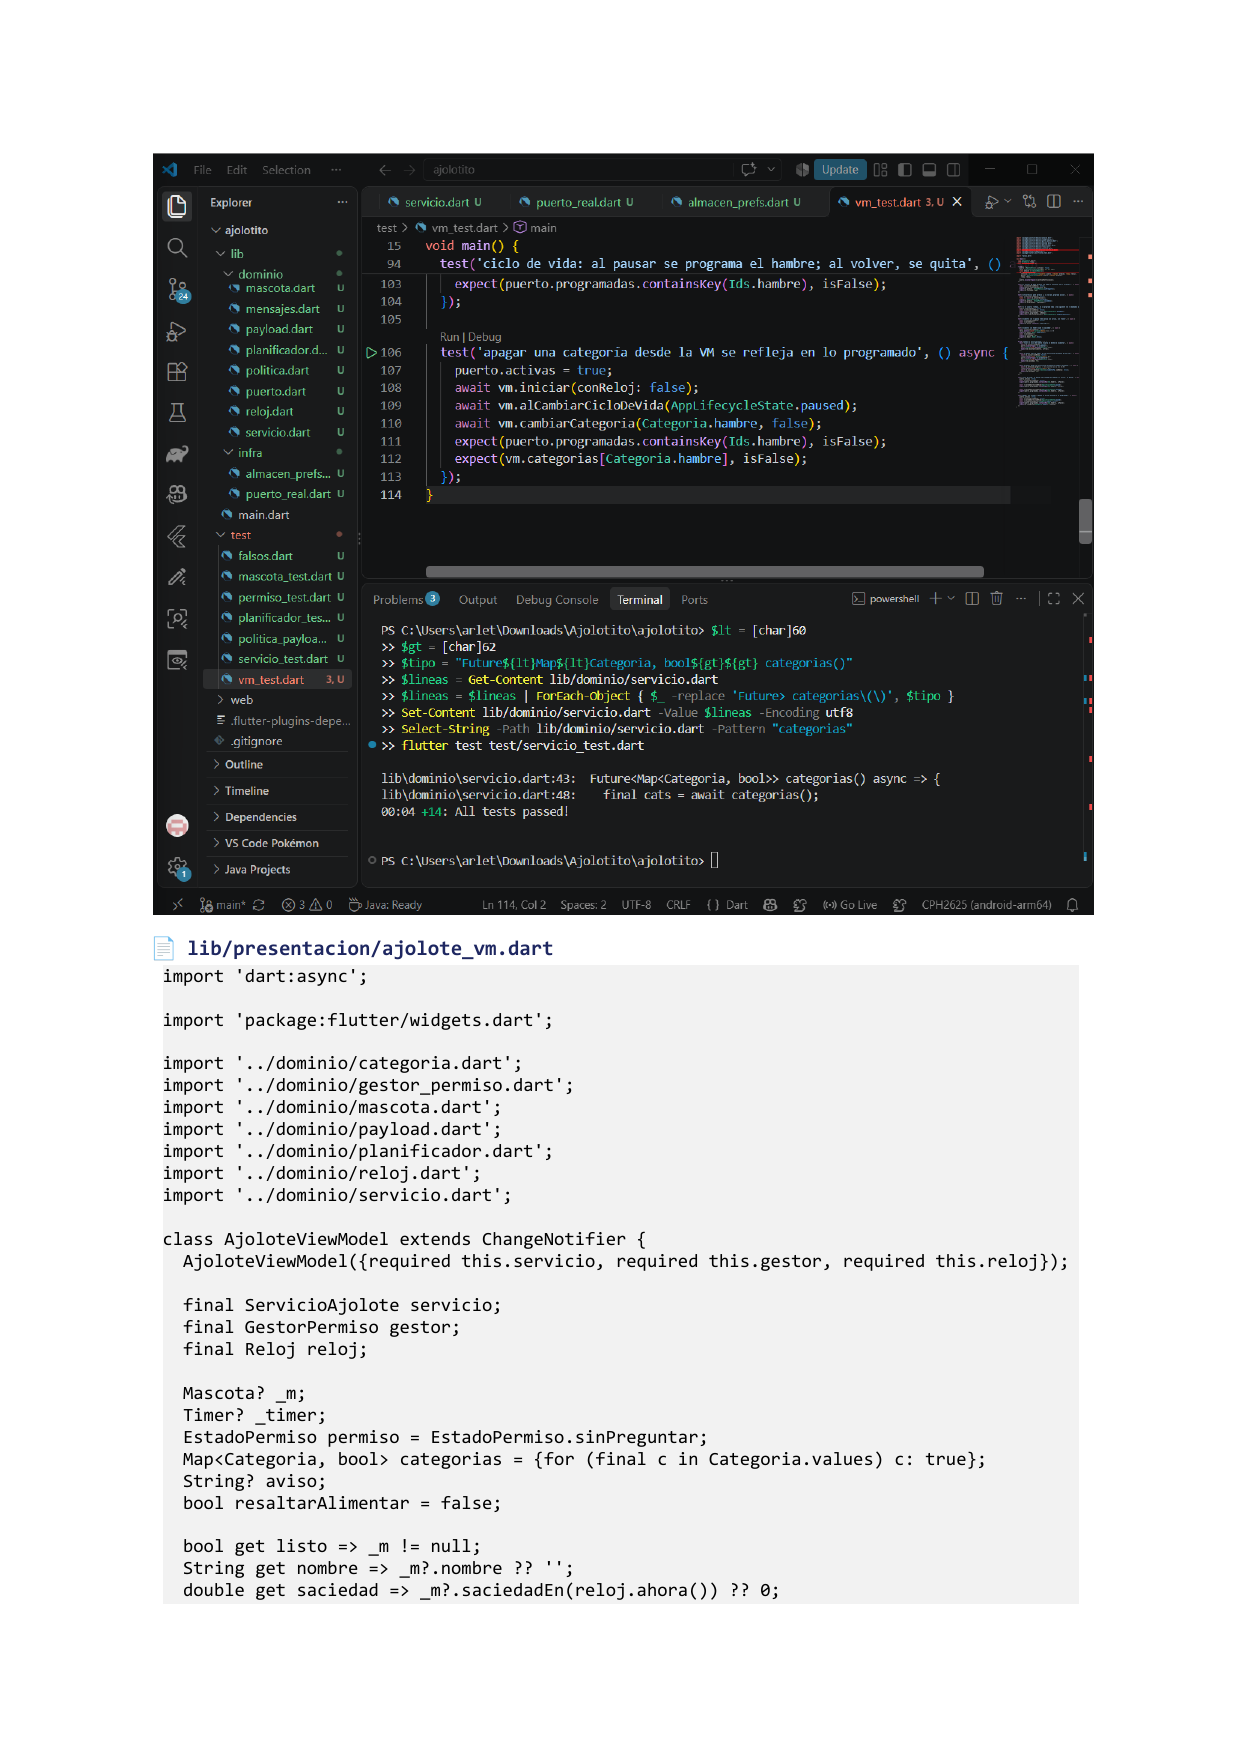 File Edit Selection ··· ajolotito Update
Explorer ···
servicio.dart U puerto_real.dart U almacen_prefs.dart U vm_test.dart 3, U
test > vm_test.dart > main
ajolotito
lib
dominio
mascota.dart U
mensajes.dart U
payload.dart U
planificador.d... U
politica.dart U
puerto.dart U
reloj.dart U
servicio.dart U
infra
almacen_prefs... U
puerto_real.dart U
main.dart
test
falsos.dart U
mascota_test.dart U
permiso_test.dart U
planificador_tes... U
politica_payloa... U
servicio_test.dart U
vm_test.dart 3, U
web
.flutter-plugins-depe...
.gitignore
Outline
Timeline
Dependencies
VS Code Pokémon
Java Projects
24
1
15 void main() {
94 test('ciclo de vida: al pausar se programa el hambre; al volver, se quita', ()
103 expect(puerto.programadas.containsKey(Ids.hambre), isFalse);
104 });
105
Run | Debug
106 test('apagar una categoría desde la VM se refleja en lo programado', () async {
107 puerto.activas = true;
108 await vm.iniciar(conReloj: false);
109 await vm.alCambiarCicloDeVida(AppLifecycleState.paused);
110 await vm.cambiarCategoria(Categoria.hambre, false);
111 expect(puerto.programadas.containsKey(Ids.hambre), isFalse);
112 expect(vm.categorias[Categoria.hambre], isFalse);
113 });
114 }
Problems 3 Output Debug Console Terminal Ports powershell
PS C:\Users\arlet\Downloads\Ajolotito\ajolotito> $lt = [char]60
>> $gt = [char]62
>> $tipo = "Future${lt}Map${lt}Categoria, bool${gt}${gt} categorias()"
>> $lineas = Get-Content lib/dominio/servicio.dart
>> $lineas = $lineas | ForEach-Object { $_ -replace 'Future> categorias\(\)', $tipo }
>> Set-Content lib/dominio/servicio.dart -Value $lineas -Encoding utf8
>> Select-String -Path lib/dominio/servicio.dart -Pattern "categorias"
>> flutter test test/servicio_test.dart
lib\dominio\servicio.dart:43: Future<Map<Categoria, bool>> categorias() async => {
lib\dominio\servicio.dart:48: final cats = await categorias();
00:04 +14: All tests passed!
PS C:\Users\arlet\Downloads\Ajolotito\ajolotito>
main* 3 0 Java: Ready Ln 114, Col 2 Spaces: 2 UTF-8 CRLF { } Dart Go Live CPH2625 (android-arm64)
lib/presentacion/ajolote_vm.dart
import 'dart:async';
import 'package:flutter/widgets.dart';
import '../dominio/categoria.dart';
import '../dominio/gestor_permiso.dart';
import '../dominio/mascota.dart';
import '../dominio/payload.dart';
import '../dominio/planificador.dart';
import '../dominio/reloj.dart';
import '../dominio/servicio.dart';
class AjoloteViewModel extends ChangeNotifier {
AjoloteViewModel({required this.servicio, required this.gestor, required this.reloj});
final ServicioAjolote servicio;
final GestorPermiso gestor;
final Reloj reloj;
Mascota? _m;
Timer? _timer;
EstadoPermiso permiso = EstadoPermiso.sinPreguntar;
Map<Categoria, bool> categorias = {for (final c in Categoria.values) c: true};
String? aviso;
bool resaltarAlimentar = false;
bool get listo => _m != null;
String get nombre => _m?.nombre ?? '';
double get saciedad => _m?.saciedadEn(reloj.ahora()) ?? 0;